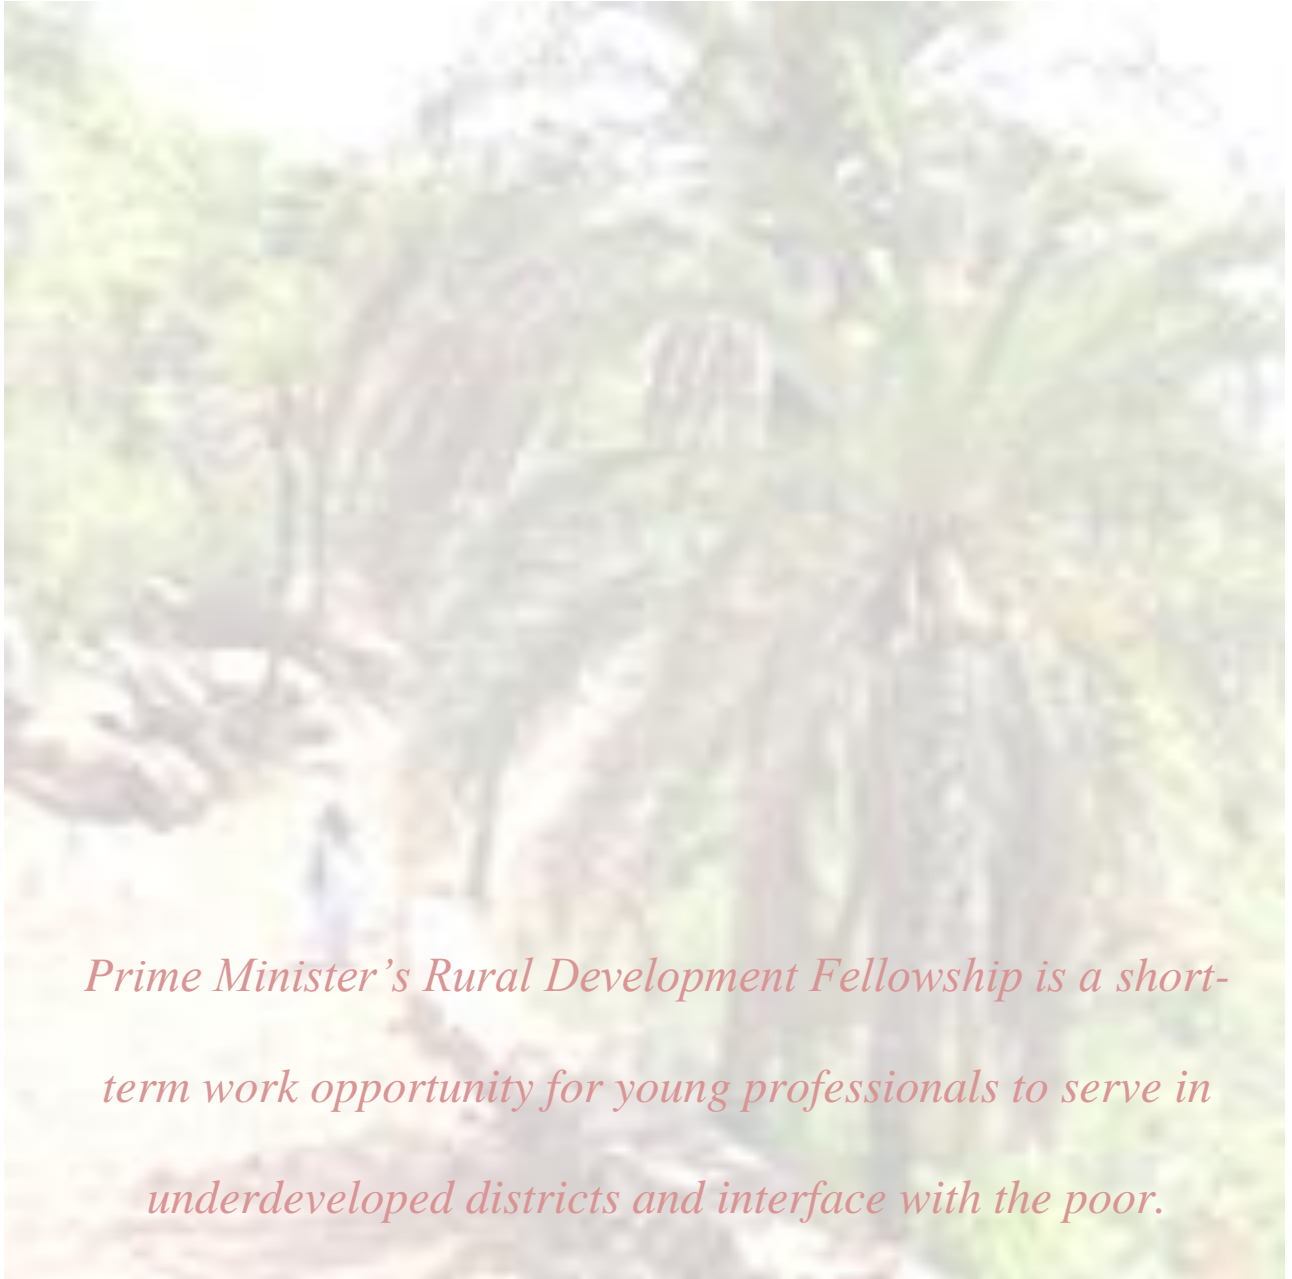 Prime Minister’s Rural Development Fellowship is a short-
term work opportunity for young professionals to serve in
underdeveloped districts and interface with the poor.